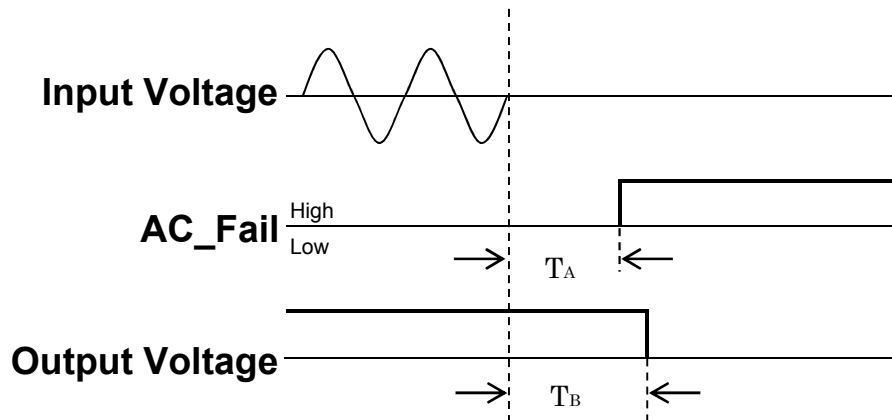 Input Voltage
AC_Fail
High
Low
TA
Output Voltage
TB